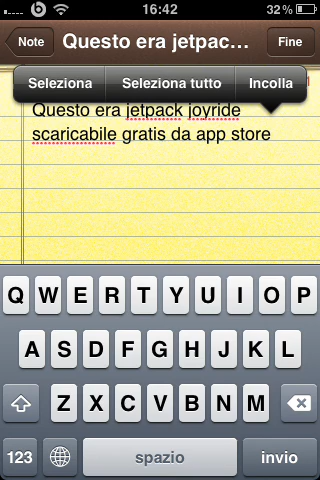 16:42
32%
Note
Questo era jetpac...
Fine
Seleziona
Seleziona tutto
Incolla
Questo era jetpack joyride
scaricabile gratis da app store
Q W E R T Y U I O P
A S D F G H J K L
Z X C V B N M
123
spazio
invio